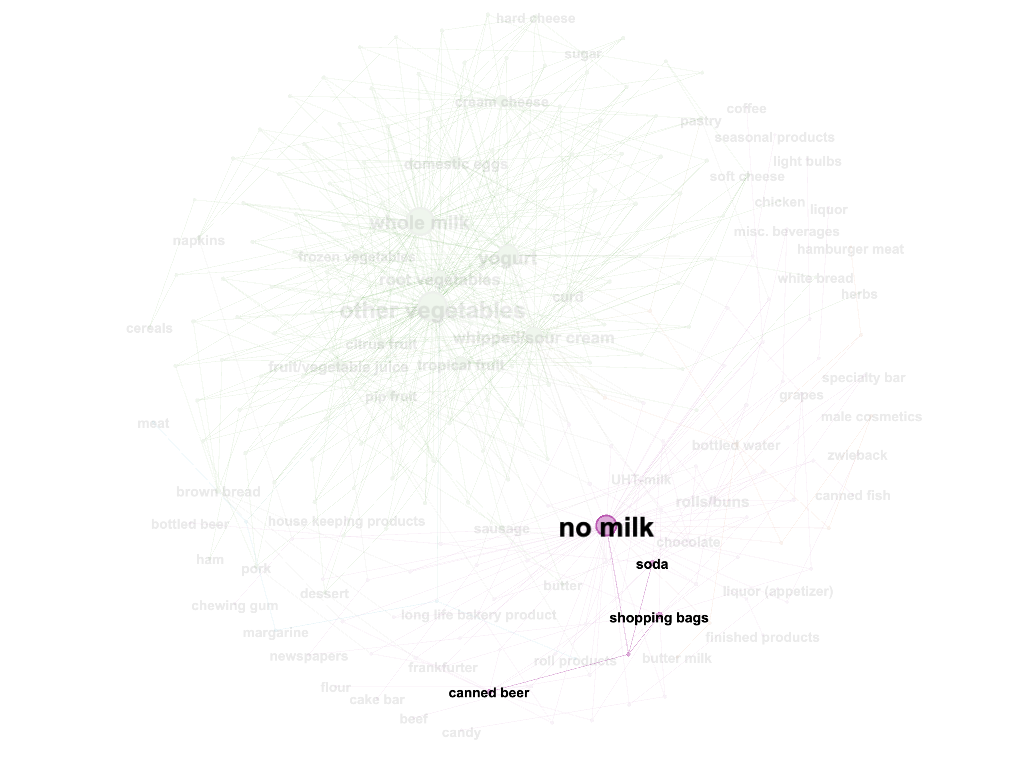 hard cheese
sugar
cream cheese
coffee
pastry
seasonal products
domestic eggs
light bulbs
soft cheese
chicken
liquor
whole milk
misc. beverages
napkins
hamburger meat
frozen vegetables
yogurt
root vegetables
white bread
curd
herbs
other vegetables
cereals
whipped/sour cream
citrus fruit
fruit/vegetable juice
tropical fruit
specialty bar
pip fruit
grapes
meat
male cosmetics
bottled water
zwieback
UHT-milk
brown bread
canned fish
rolls/buns
bottled beer
house keeping products
sausage
no milk
chocolate
ham
pork
soda
butter
dessert
liquor (appetizer)
chewing gum
long life bakery product
shopping bags
margarine
finished products
newspapers
frankfurter
roll products
butter milk
flour
cake bar
canned beer
beef
candy